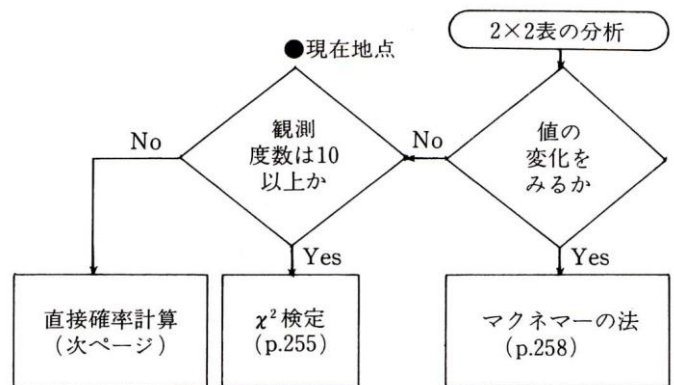 2×2表の分析
●現在地点
値の
変化を
みるか
No
Yes
観測
度数は10
以上か
No
Yes
直接確率計算
(次ページ)
χ²検定
(p.255)
マクネマーの法
(p.258)